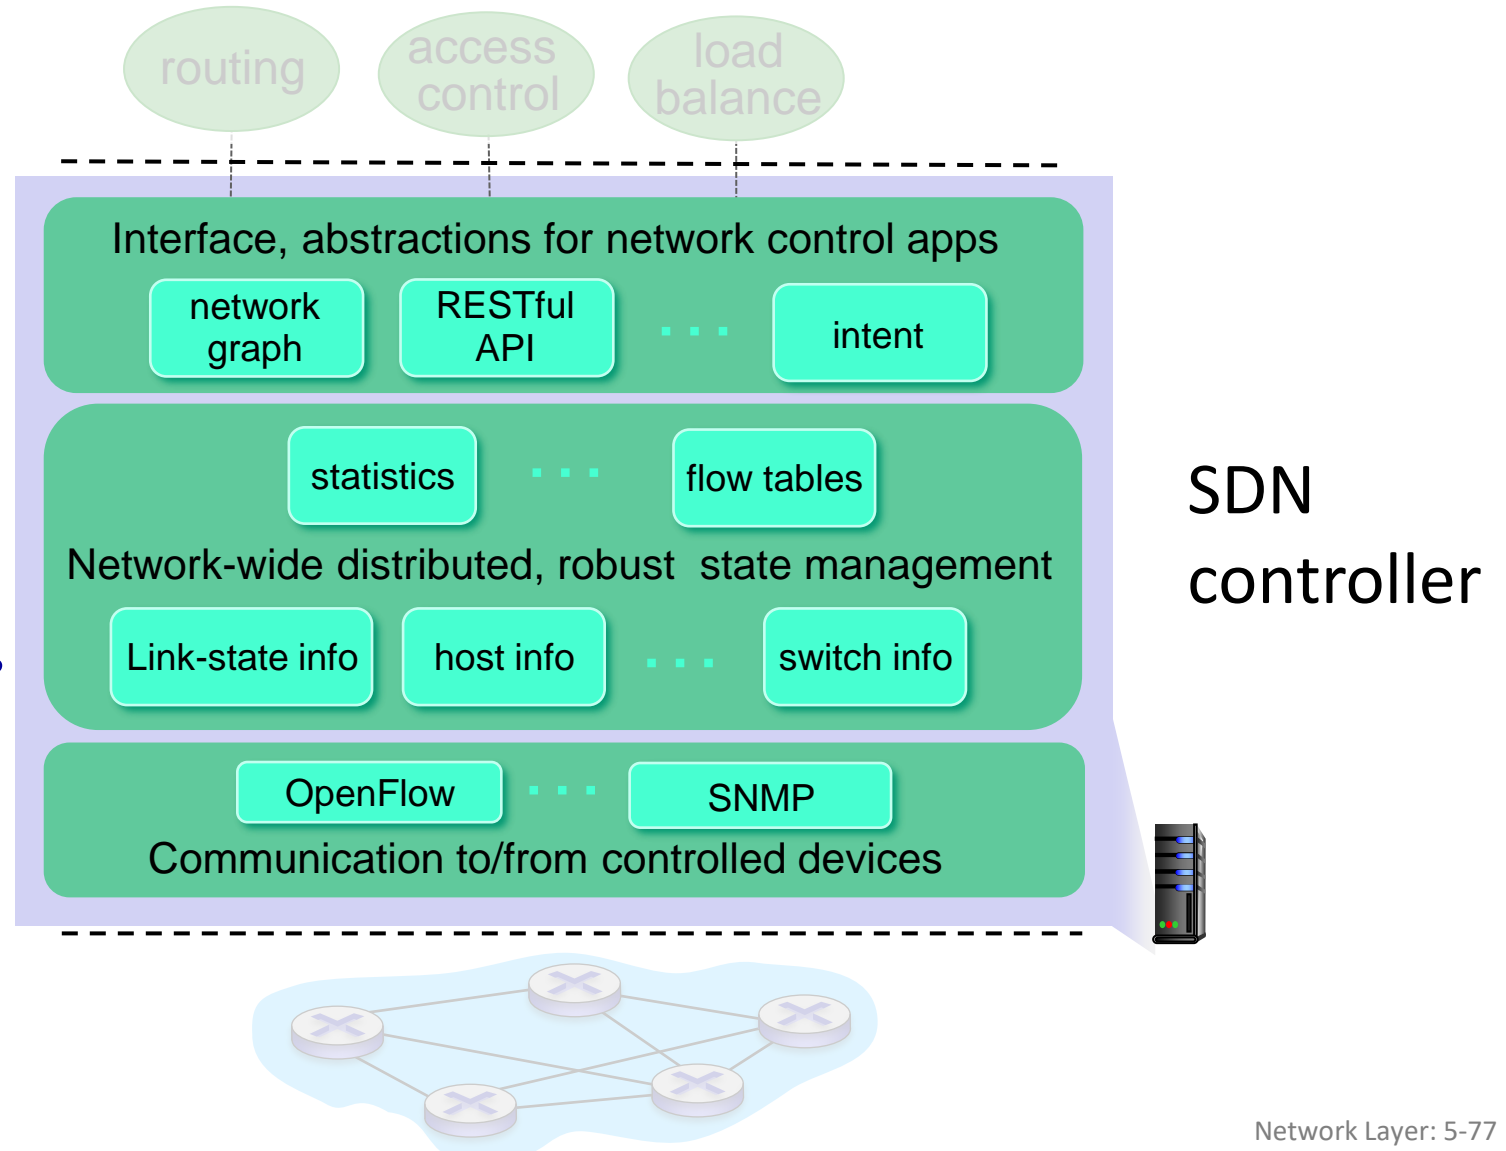 routing
access
control
load
balance
Interface, abstractions for network control apps
network
graph
RESTful
API
. . .
intent
statistics
. . .
flow tables
Network-wide distributed, robust  state management
Link-state info
host info
. . .
switch info
OpenFlow
. . .
SNMP
Communication to/from controlled devices
SDN
controller
Network Layer: 5-77